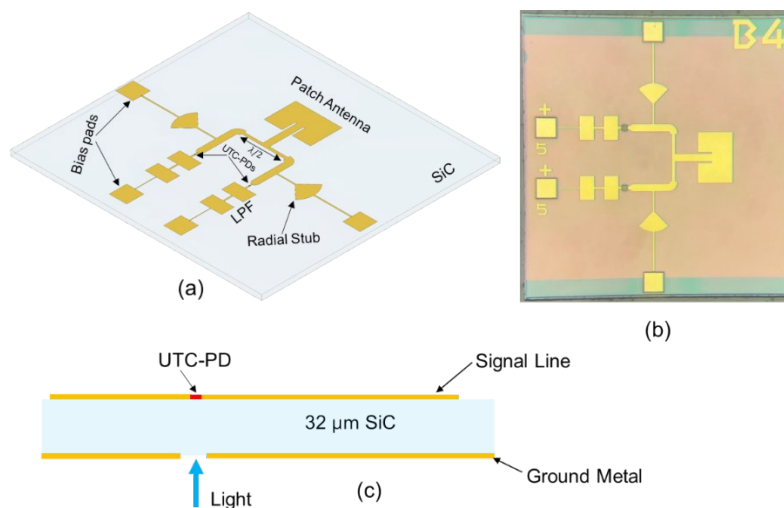 Patch Antenna
Bias pads
λ/2
UTC-PDs
SiC
LPF
Radial Stub
(a)
B4
+
5
+
5
(b)
UTC-PD
Signal Line
32 μm SiC
Ground Metal
Light
(c)